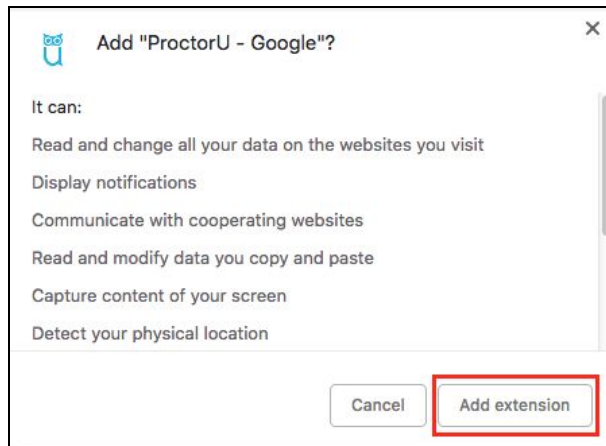 Add "ProctorU - Google"?
It can:
Read and change all your data on the websites you visit
Display notifications
Communicate with cooperating websites
Read and modify data you copy and paste
Capture content of your screen
Detect your physical location
Cancel
Add extension